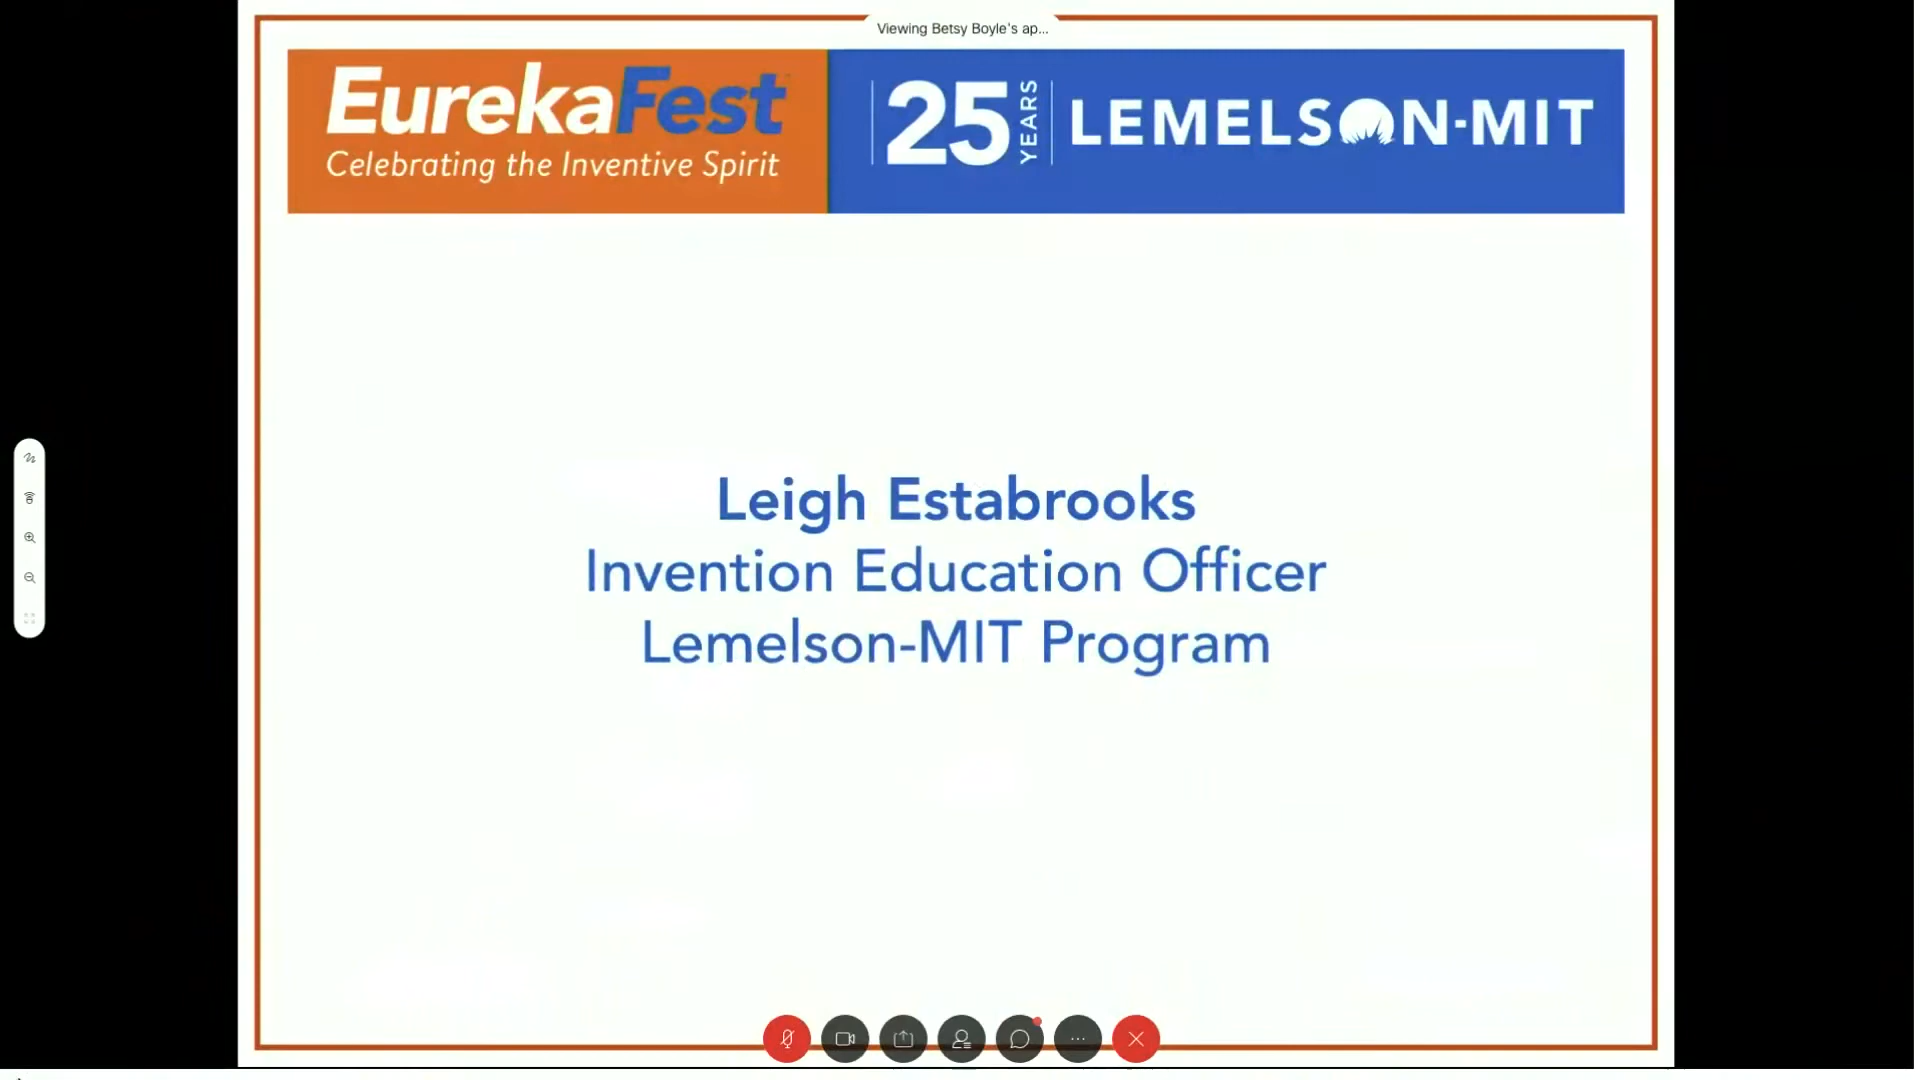 Viewing Betsy Boyle's ap...
EurekaFest
Celebrating the Inventive Spirit
25 YEARS
LEMELSON-MIT
Leigh Estabrooks
Invention Education Officer
Lemelson-MIT Program